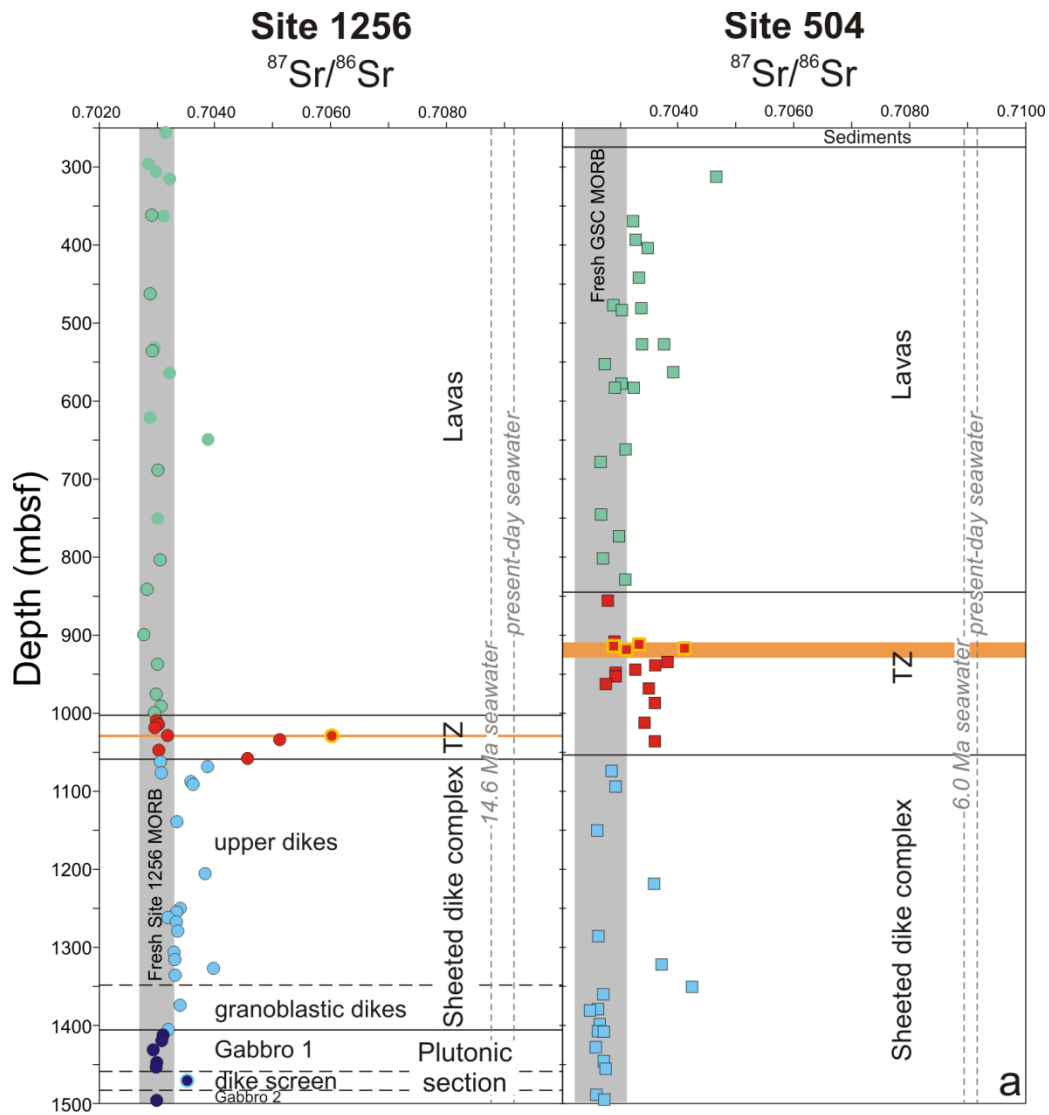 Site 1256
Site 504
⁸⁷Sr/⁸⁶Sr
⁸⁷Sr/⁸⁶Sr
0.7020 0.7040 0.7060 0.7080
0.7040 0.7060 0.7080 0.7100
Depth (mbsf)
300
400
500
600
700
800
900
1000
1100
1200
1300
1400
1500
Fresh Site 1256 MORB
Lavas
TZ
Sheeted dike complex
upper dikes
granoblastic dikes
Gabbro 1
dike screen
Gabbro 2
Plutonic
section
14.6 Ma seawater
present-day seawater
Sediments
Fresh GSC MORB
Lavas
TZ
Sheeted dike complex
6.0 Ma seawater
present-day seawater
a